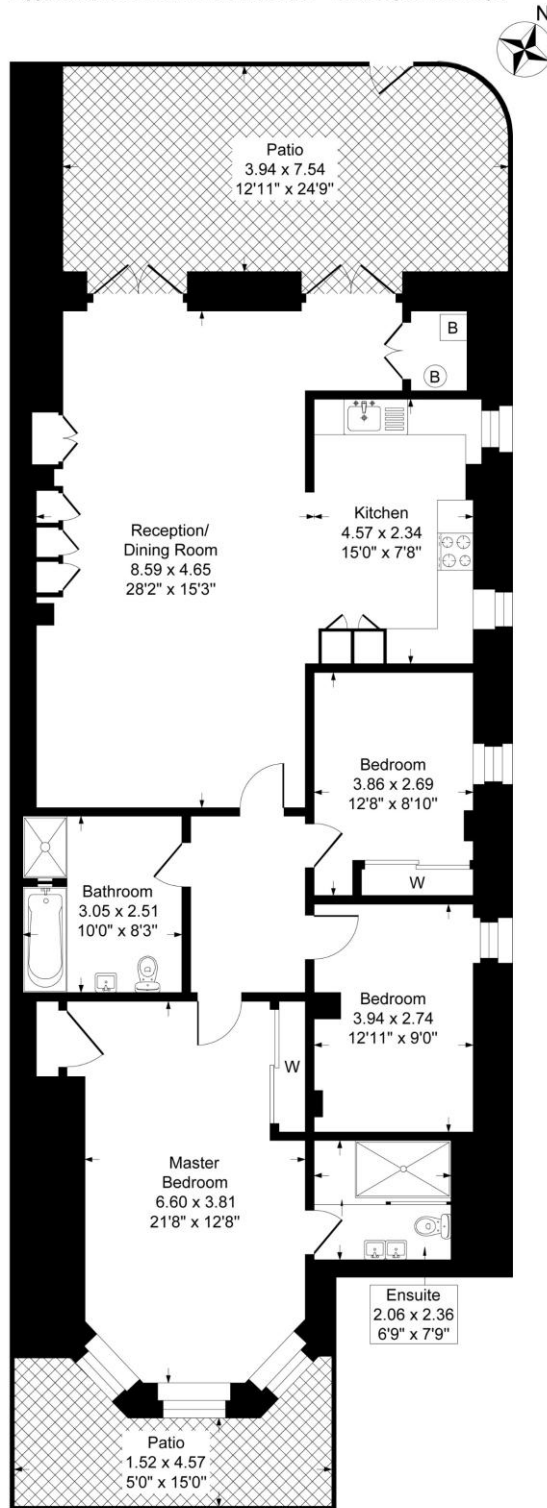 N
Patio
3.94 x 7.54
12'11" x 24'9"
B
B
Kitchen
4.57 x 2.34
15'0" x 7'8"
Reception/
Dining Room
8.59 x 4.65
28'2" x 15'3"
Bedroom
3.86 x 2.69
12'8" x 8'10"
W
Bathroom
3.05 x 2.51
10'0" x 8'3"
Bedroom
3.94 x 2.74
12'11" x 9'0"
W
Master
Bedroom
6.60 x 3.81
21'8" x 12'8"
Ensuite
2.06 x 2.36
6'9" x 7'9"
Patio
1.52 x 4.57
5'0" x 15'0"